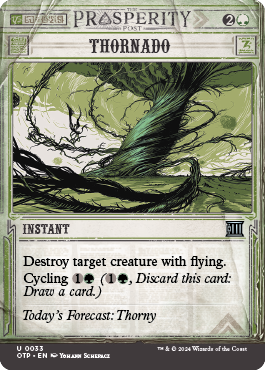 THE
PROSPERITY
POST
2
THORNADO
INSTANT
Destroy target creature with flying.
Cycling 1 (1, Discard this card:
Draw a card.)
Today's Forecast: Thorny
U 0033
OTP • EN YOHANN SCHEPACZ
™ & © 2024 Wizards of the Coast